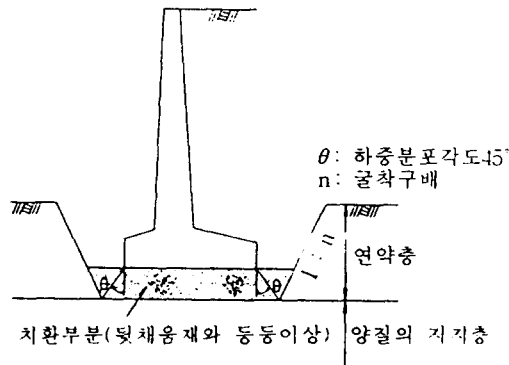 θ: 하중분포각도45°
n: 굴착구배
1 : n
연약층
θ
θ
치환부분(뒷채움재와 동등이상)
양질의 지지층